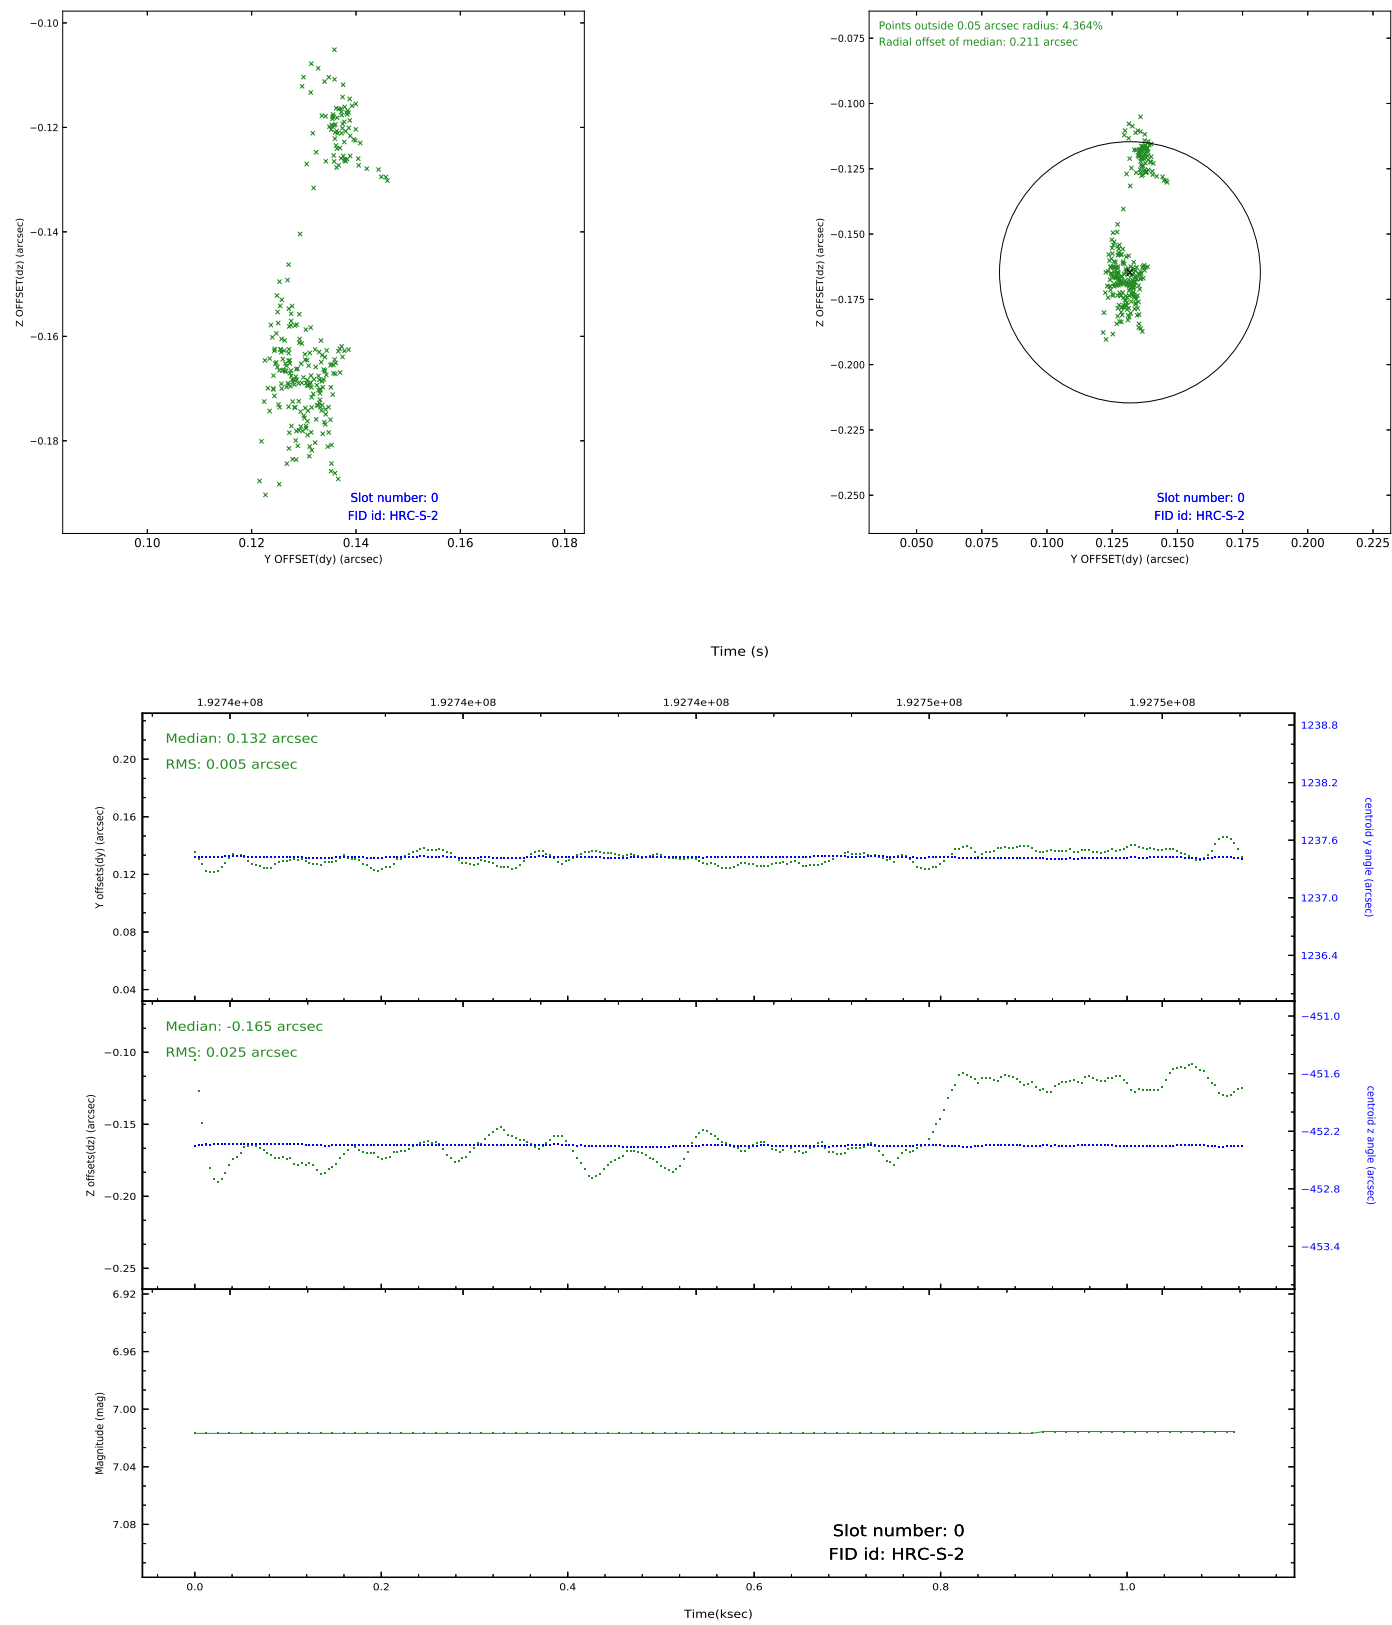 −0.10
−0.12
−0.14
−0.16
−0.18
Z OFFSET(dz) (arcsec)
Slot number: 0
FID id: HRC-S-2
0.10 0.12 0.14 0.16 0.18
Y OFFSET(dy) (arcsec)
Points outside 0.05 arcsec radius: 4.364%
Radial offset of median: 0.211 arcsec
−0.075
−0.100
−0.125
−0.150
−0.175
−0.200
−0.225
−0.250
Z OFFSET(dz) (arcsec)
Slot number: 0
FID id: HRC-S-2
0.050 0.075 0.100 0.125 0.150 0.175 0.200 0.225
Y OFFSET(dy) (arcsec)
Time (s)
1.9274e+08 1.9274e+08 1.9274e+08 1.9275e+08 1.9275e+08
Median: 0.132 arcsec
RMS: 0.005 arcsec
0.20
0.16
0.12
0.08
0.04
Y offsets(dy) (arcsec)
1238.8
1238.2
1237.6
1237.0
1236.4
centroid y angle (arcsec)
Median: -0.165 arcsec
RMS: 0.025 arcsec
−0.10
−0.15
−0.20
−0.25
Z offsets(dz) (arcsec)
−451.0
−451.6
−452.2
−452.8
−453.4
centroid z angle (arcsec)
6.92
6.96
7.00
7.04
7.08
Magnitude (mag)
Slot number: 0
FID id: HRC-S-2
0.0 0.2 0.4 0.6 0.8 1.0
Time(ksec)